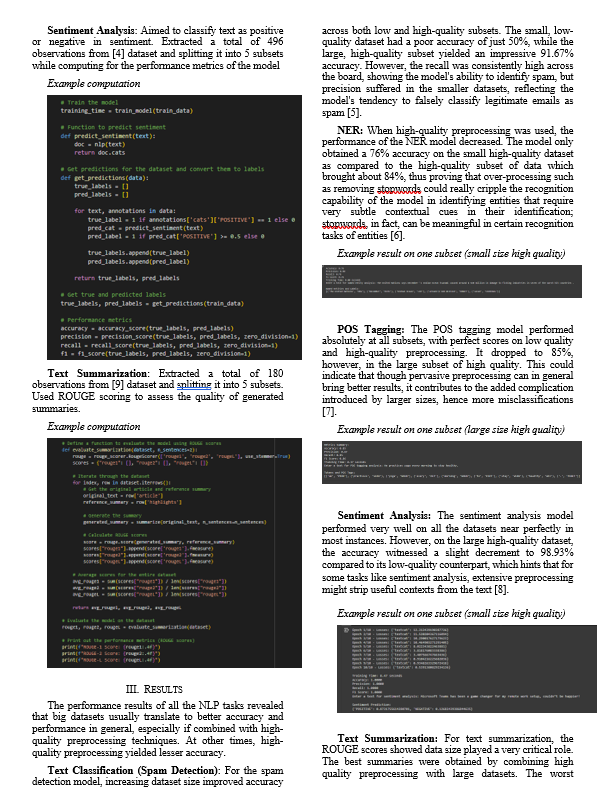 Sentiment Analysis: Aimed to classify text as positive
or negative in sentiment. Extracted a total of 496
observations from [4] dataset and splitting it into 5 subsets
while computing for the performance metrics of the model
Example computation
# Train the model
training_time = train_model(train_data)
# Function to predict sentiment
def predict_sentiment(text):
doc = nlp(text)
return doc.cats
# Get predictions for the dataset and convert them to labels
def get_predictions(data):
true_labels = []
pred_labels = []
for text, annotations in data:
true_label = 1 if annotations['cats']['POSITIVE'] == 1 else 0
pred_cat = predict_sentiment(text)
pred_label = 1 if pred_cat['POSITIVE'] >= 0.5 else 0
true_labels.append(true_label)
pred_labels.append(pred_label)
return true_labels, pred_labels
# Get true and predicted labels
true_labels, pred_labels = get_predictions(train_data)
# Performance metrics
accuracy = accuracy_score(true_labels, pred_labels)
precision = precision_score(true_labels, pred_labels, zero_division=1)
recall = recall_score(true_labels, pred_labels, zero_division=1)
f1 = f1_score(true_labels, pred_labels, zero_division=1)
Text Summarization: Extracted a total of 180
observations from [9] dataset and splitting it into 5 subsets.
Used ROUGE scoring to assess the quality of generated
summaries.
Example computation
# Define a function to evaluate the model using ROUGE scores
def evaluate_summarization(dataset, n_sentences=2):
rouge = rouge_scorer.RougeScorer(['rouge1', 'rouge2', 'rougeL'], use_stemmer=True)
scores = {'rouge1': [], 'rouge2': [], 'rougeL': []}
# Iterate through the dataset
for index, row in dataset.iterrows():
# Get the original article and reference summary
original_text = row['article']
reference_summary = row['highlights']
# Generate the summary
generated_summary = summarize(original_text, n_sentences=n_sentences)
# Calculate ROUGE scores
score = rouge.score(generated_summary, reference_summary)
scores['rouge1'].append(score['rouge1'].fmeasure)
scores['rouge2'].append(score['rouge2'].fmeasure)
scores['rougeL'].append(score['rougeL'].fmeasure)
# Average scores for the entire dataset
avg_rouge1 = sum(scores['rouge1']) / len(scores['rouge1'])
avg_rouge2 = sum(scores['rouge2']) / len(scores['rouge2'])
avg_rougeL = sum(scores['rougeL']) / len(scores['rougeL'])
return avg_rouge1, avg_rouge2, avg_rougeL
# Evaluate the model on the dataset
rouge1, rouge2, rougeL = evaluate_summarization(dataset)
# Print out the performance metrics (ROUGE scores)
print(f"ROUGE-1 Score: {rouge1:.4f}")
print(f"ROUGE-2 Score: {rouge2:.4f}")
print(f"ROUGE-L Score: {rougeL:.4f}")
III. RESULTS
The performance results of all the NLP tasks revealed
that big datasets usually translate to better accuracy and
performance in general, especially if combined with high-
quality preprocessing techniques. At other times, high-
quality preprocessing yielded lesser accuracy.
Text Classification (Spam Detection): For the spam
detection model, increasing dataset size improved accuracy
across both low and high-quality subsets. The small, low-
quality dataset had a poor accuracy of just 50%, while the
large, high-quality subset yielded an impressive 91.67%
accuracy. However, the recall was consistently high across
the board, showing the model's ability to identify spam, but
precision suffered in the smaller datasets, reflecting the
model's tendency to falsely classify legitimate emails as
spam [5].
NER: When high-quality preprocessing was used, the
performance of the NER model decreased. The model only
obtained a 76% accuracy on the small high-quality dataset
as compared to the high-quality subset of data which
brought about 84%, thus proving that over-processing such
as removing stopwords could really cripple the recognition
capability of the model in identifying entities that require
very subtle contextual cues in their identification;
stopwords, in fact, can be meaningful in certain recognition
tasks of entities [6].
Example result on one subset (small size high quality)
POS Tagging: The POS tagging model performed
absolutely at all subsets, with perfect scores on low quality
and high-quality preprocessing. It dropped to 85%,
however, in the large subset of high quality. This could
indicate that though pervasive preprocessing can in general
bring better results, it contributes to the added complication
introduced by larger sizes, hence more misclassifications
[7].
Example result on one subset (large size high quality)
Sentiment Analysis: The sentiment analysis model
performed very well on all the datasets near perfectly in
most instances. However, on the large high-quality dataset,
the accuracy witnessed a slight decrement to 98.93%
compared to its low-quality counterpart, which hints that for
some tasks like sentiment analysis, extensive preprocessing
might strip useful contexts from the text [8].
Example result on one subset (small size high quality)
Text Summarization: For text summarization, the
ROUGE scores showed data size played a very critical role.
The best summaries were obtained by combining high
quality preprocessing with large datasets. The worst